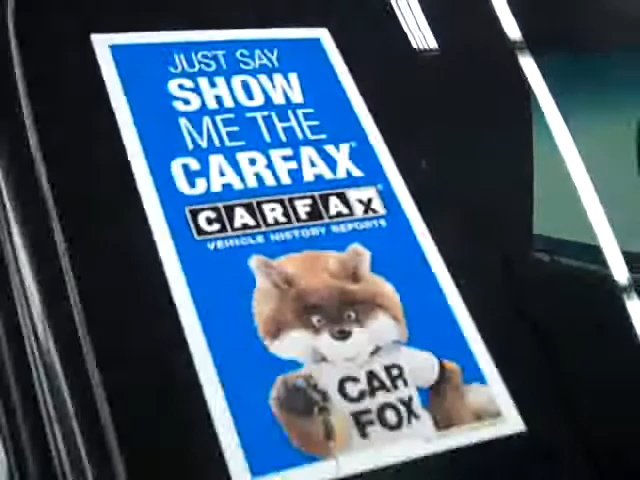 JUST SAY
SHOW
ME THE
CARFAX
CARFAX
VEHICLE HISTORY REPORTS
CAR
FOX